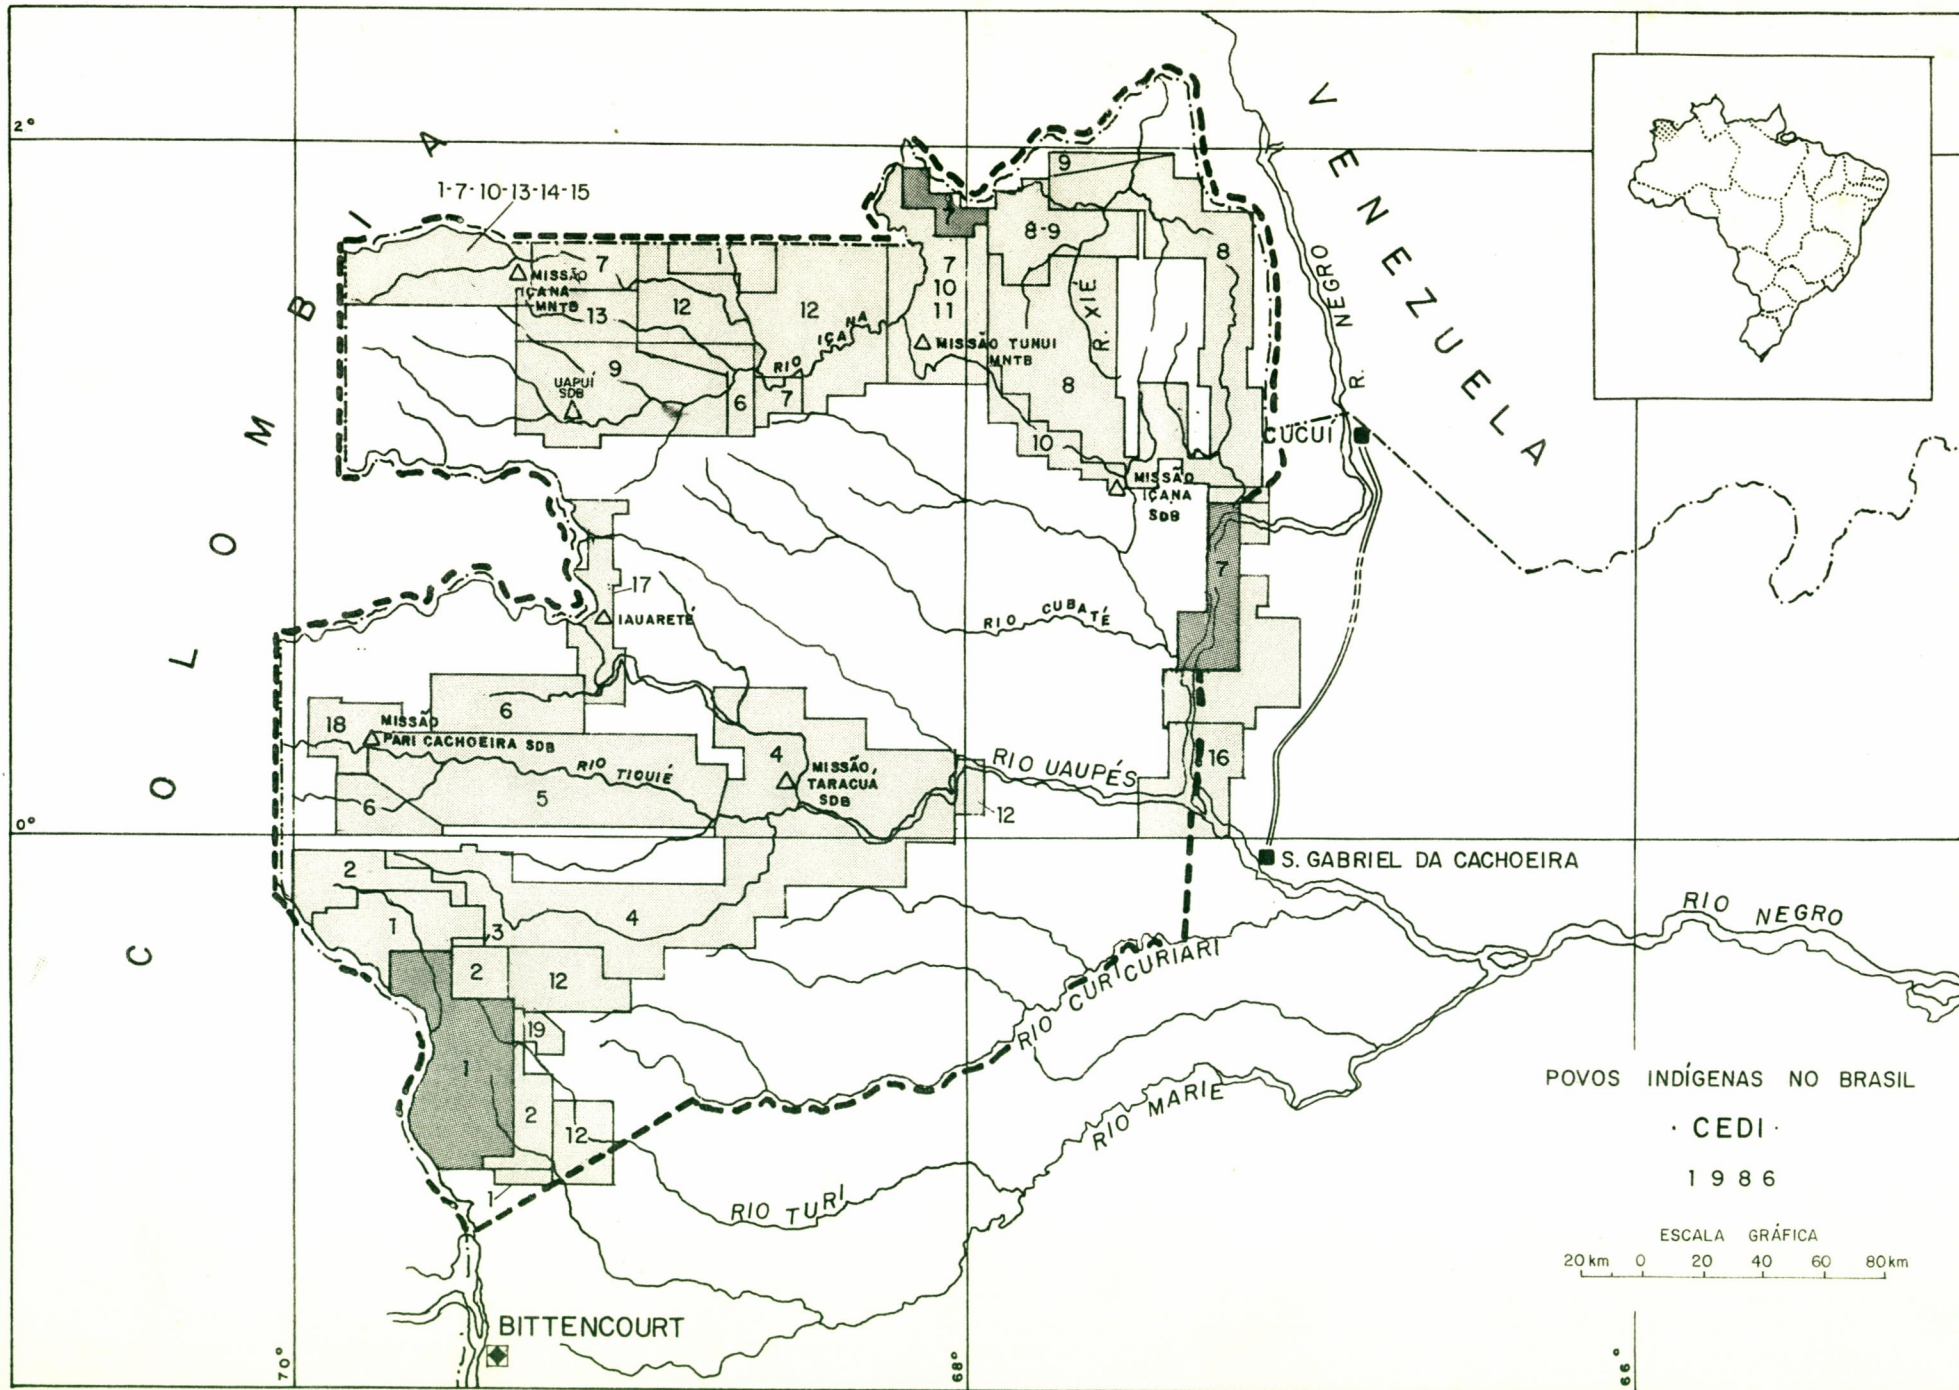 2°
COLOMBIA
VENEZUELA
1-7-10-13-14-15
MISSÃO
IÇANA
MNTB
7
1
13
12
12
9
UAPUÍ
SDB
6
7
RIO IÇANA
7
7
10
11
MISSÃO TUNUI
MNTB
9
8-9
8
R. XIÉ
8
10
MISSÃO
IÇANA
SDB
R. NEGRO
CUCUÍ
7
17
IAUARETÉ
RIO CUBATÉ
6
18
MISSÃO
PARI CACHOEIRA SDB
RIO TIQUIÉ
6
5
4
MISSÃO,
TARACUA
SDB
RIO UAUPÉS
12
16
0°
S. GABRIEL DA CACHOEIRA
2
1
3
4
2
12
19
1
2
12
1
RIO CURICURIARI
RIO NEGRO
RIO MARIE
RIO TURI
BITTENCOURT
POVOS INDÍGENAS NO BRASIL
· CEDI ·
1986
ESCALA GRÁFICA
20 km 0 20 40 60 80 km
70°
68°
66°